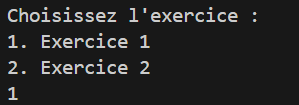 Choisissez l'exercice :
1. Exercice 1
2. Exercice 2
1